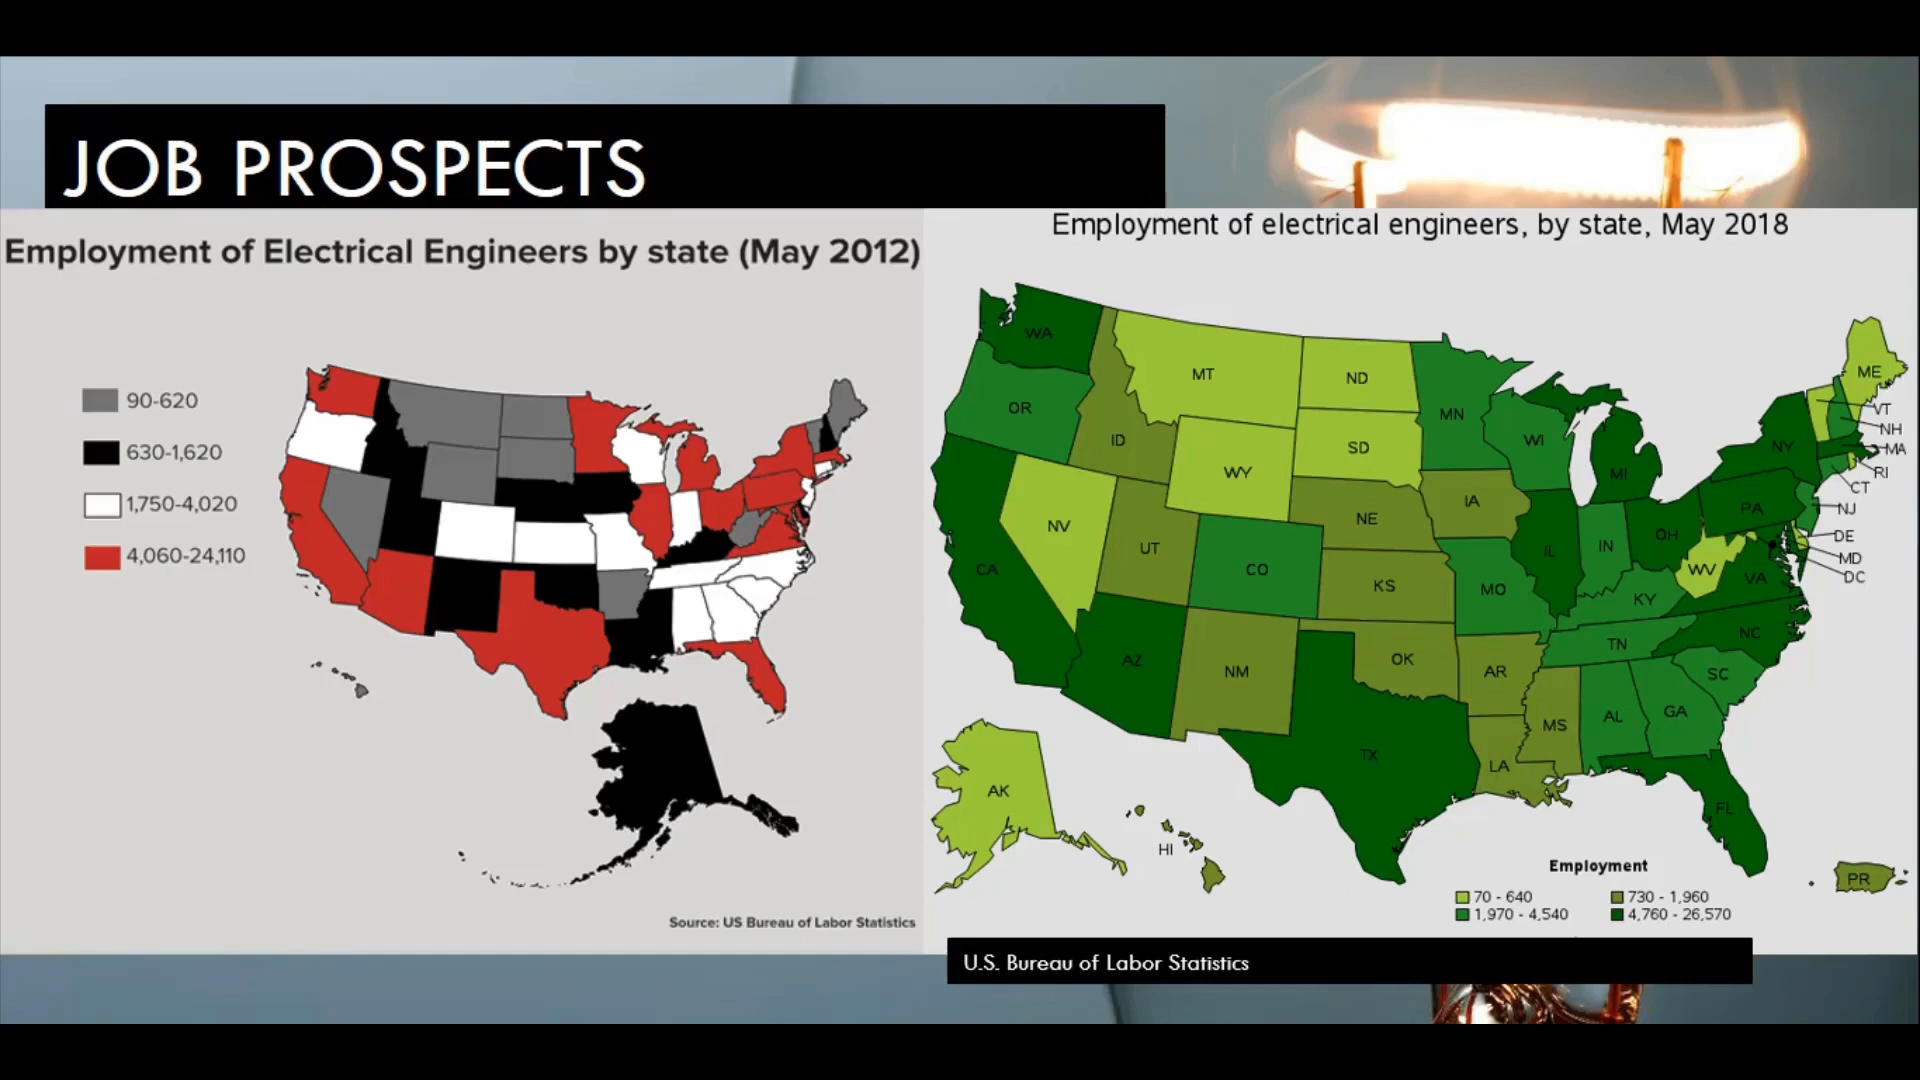 JOB PROSPECTS
Employment of Electrical Engineers by state (May 2012)
90-620
630-1,620
1,750-4,020
4,060-24,110
Source: US Bureau of Labor Statistics
Employment of electrical engineers, by state, May 2018
WA
MT
ND
ME
OR
MN
VT
ID
WI
NH
SD
NY
MA
WY
MI
RI
CT
IA
NV
NE
PA
NJ
OH
DE
UT
IL
IN
MD
CA
CO
WV
VA
DC
KS
MO
KY
NC
TN
AZ
OK
NM
AR
SC
AL
GA
MS
TX
LA
AK
FL
HI
PR
Employment
70 - 640
730 - 1,960
1,970 - 4,540
4,760 - 26,570
U.S. Bureau of Labor Statistics